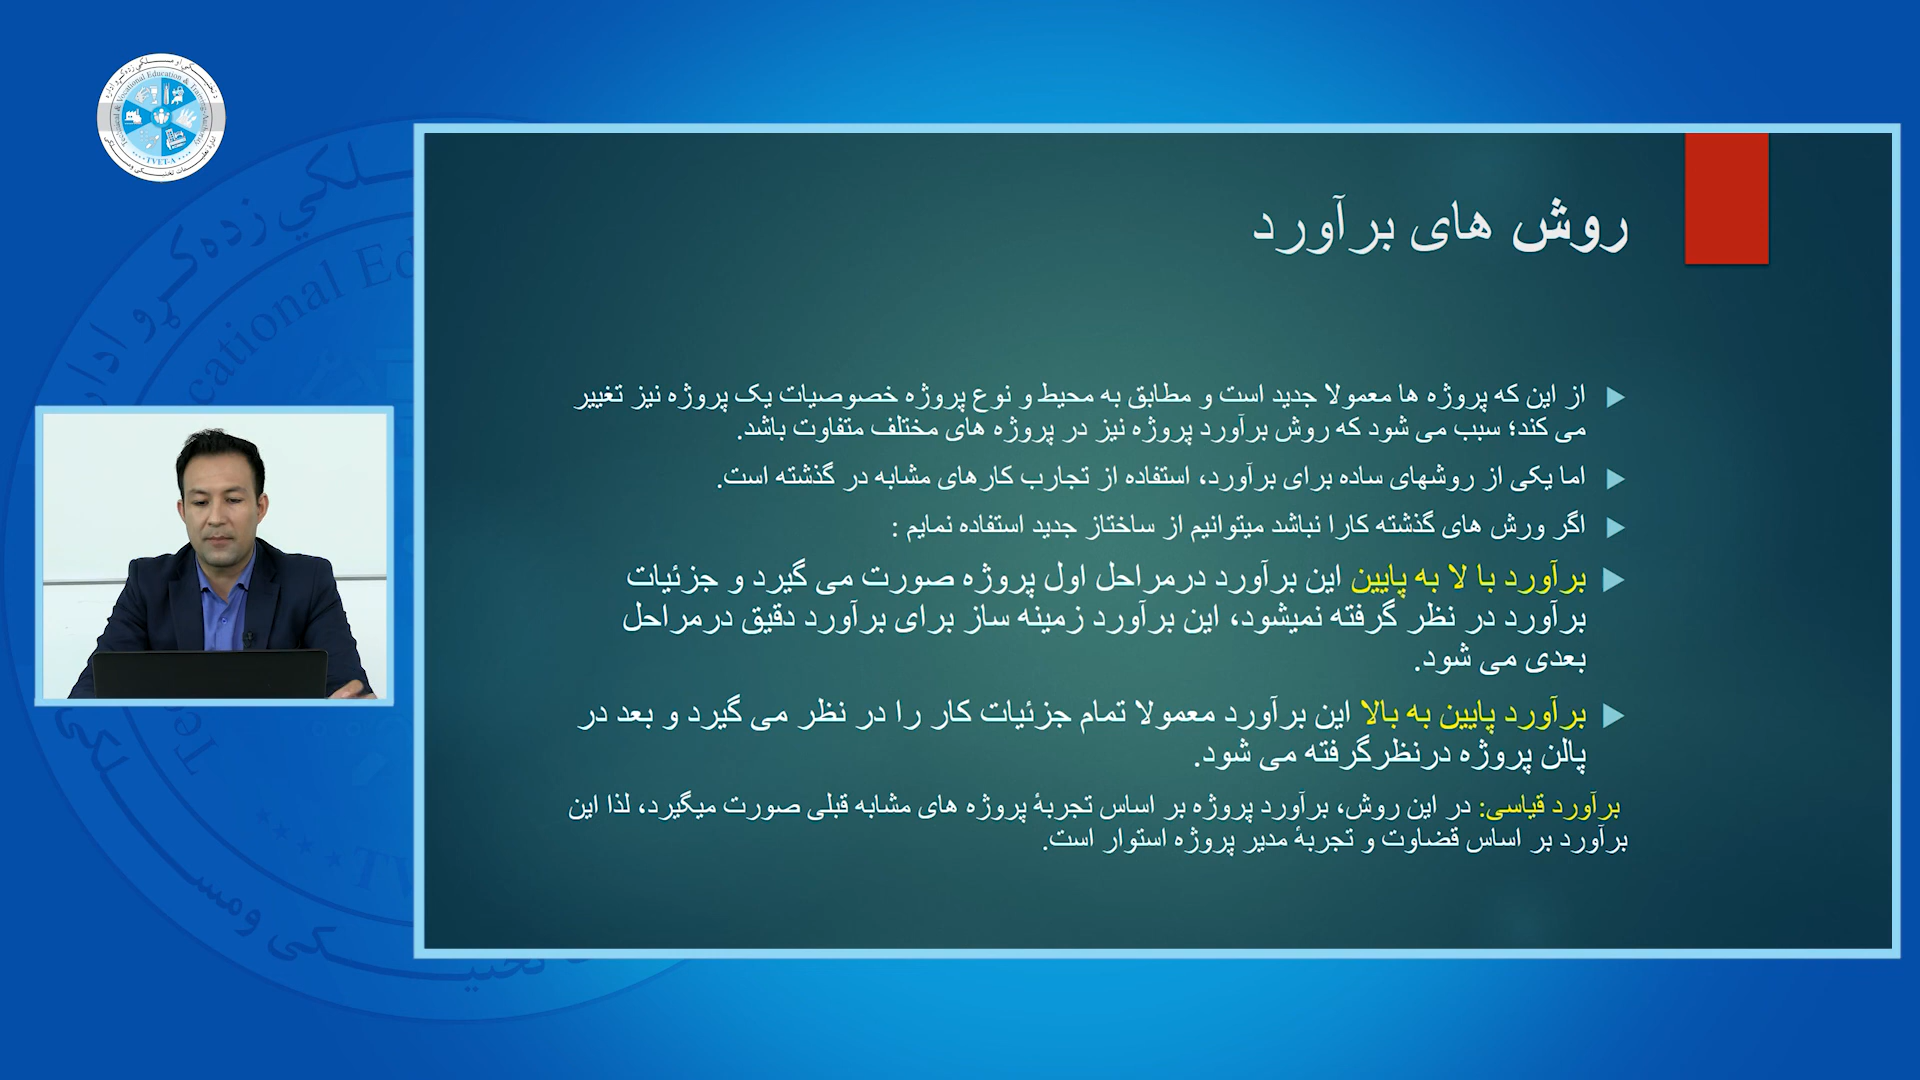 روش های برآورد
از این که پروژه ها معمولا جدید است و مطابق به محیط و نوع پروژه خصوصیات یک پروژه نیز تغییر
می کند؛ سبب می شود که روش برآورد پروژه نیز در پروژه های مختلف متفاوت باشد.
اما یکی از روشهای ساده برای برآورد، استفاده از تجارب کارهای مشابه در گذشته است.
اگر ورش های گذشته کارا نباشد میتوانیم از ساختاز جدید استفاده نمایم :
برآورد با لا به پایین این برآورد درمراحل اول پروژه صورت می گیرد و جزئیات
برآورد در نظر گرفته نمیشود، این برآورد زمینه ساز برای برآورد دقیق درمراحل
بعدی می شود.
برآورد پایین به بالا این برآورد معمولا تمام جزئیات کار را در نظر می گیرد و بعد در
پالن پروژه درنظرگرفته می شود.
برآورد قیاسی: در این روش، برآورد پروژه بر اساس تجربهٔ پروژه های مشابه قبلی صورت میگیرد، لذا این
برآورد بر اساس قضاوت و تجربهٔ مدیر پروژه استوار است.
Technical & Vocational Education & Training Authority
TVET-A